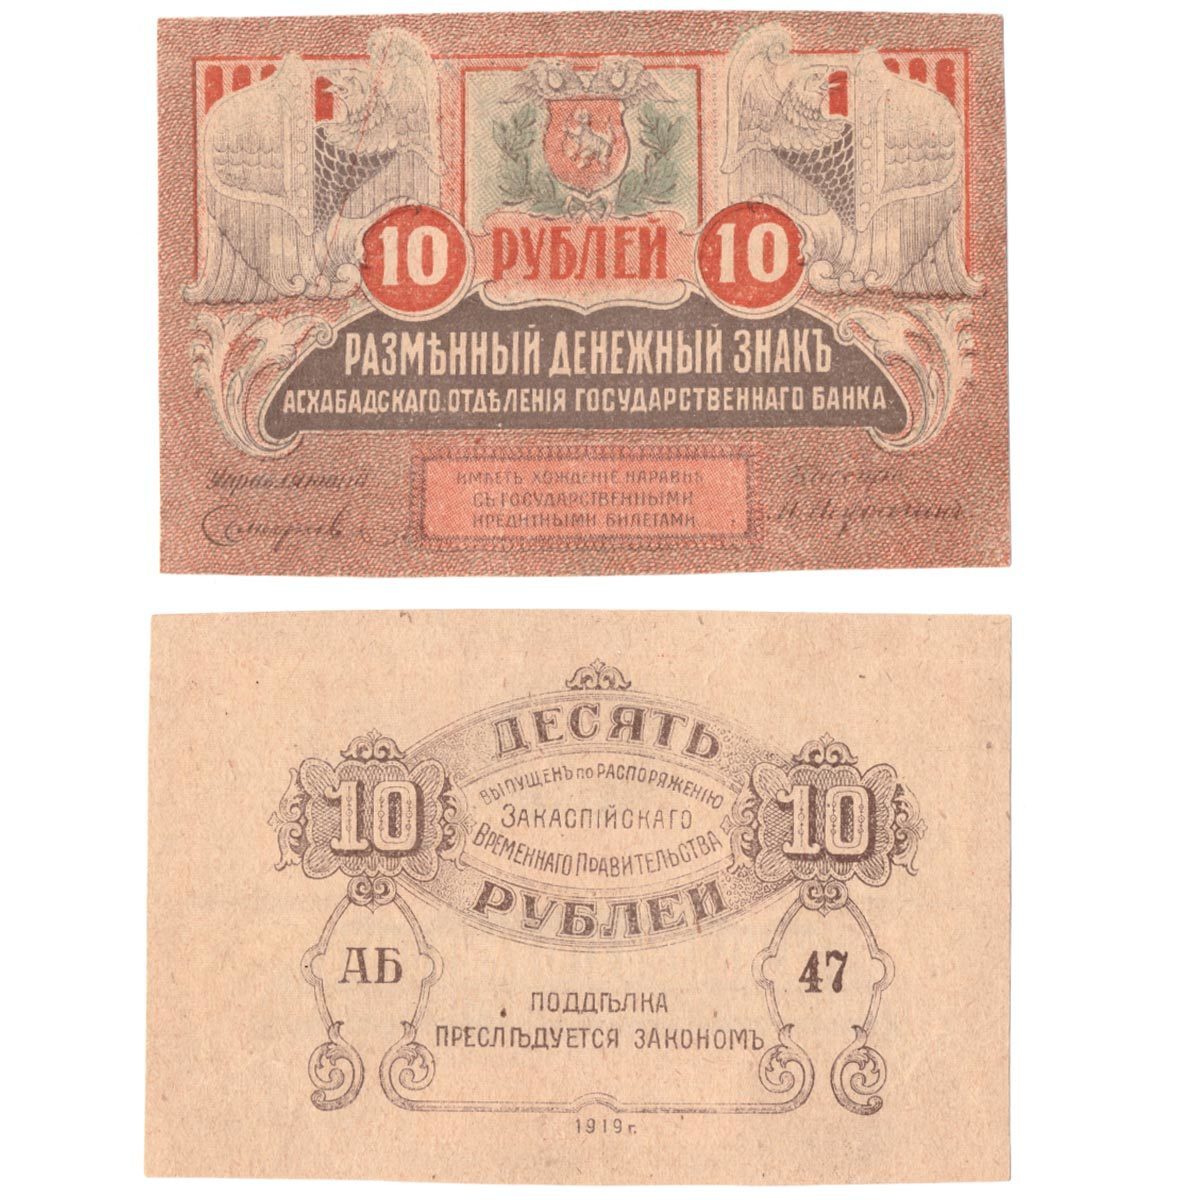 10 РУБЛЕЙ 10
РАЗМѢННЫЙ ДЕНЕЖНЫЙ ЗНАКЪ
АСХАБАДСКАГО ОТДѢЛЕНІЯ ГОСУДАРСТВЕННАГО БАНКА
ИМѢЕТЪ ХОЖДЕНІЕ НАРАВНѢ
СЪ ГОСУДАРСТВЕННЫМИ
КРЕДИТНЫМИ БИЛЕТАМИ
Управляющій
Кассиръ
ДЕСЯТЬ
10
10
ВЫПУЩЕНЪ ПО РАСПОРЯЖЕНІЮ
ЗАКАСПІЙСКАГО
ВРЕМЕННАГО ПРАВИТЕЛЬСТВА
РУБЛЕЙ
АБ
47
ПОДДѢЛКА
ПРЕСЛѢДУЕТСЯ ЗАКОНОМЪ
1919 г.